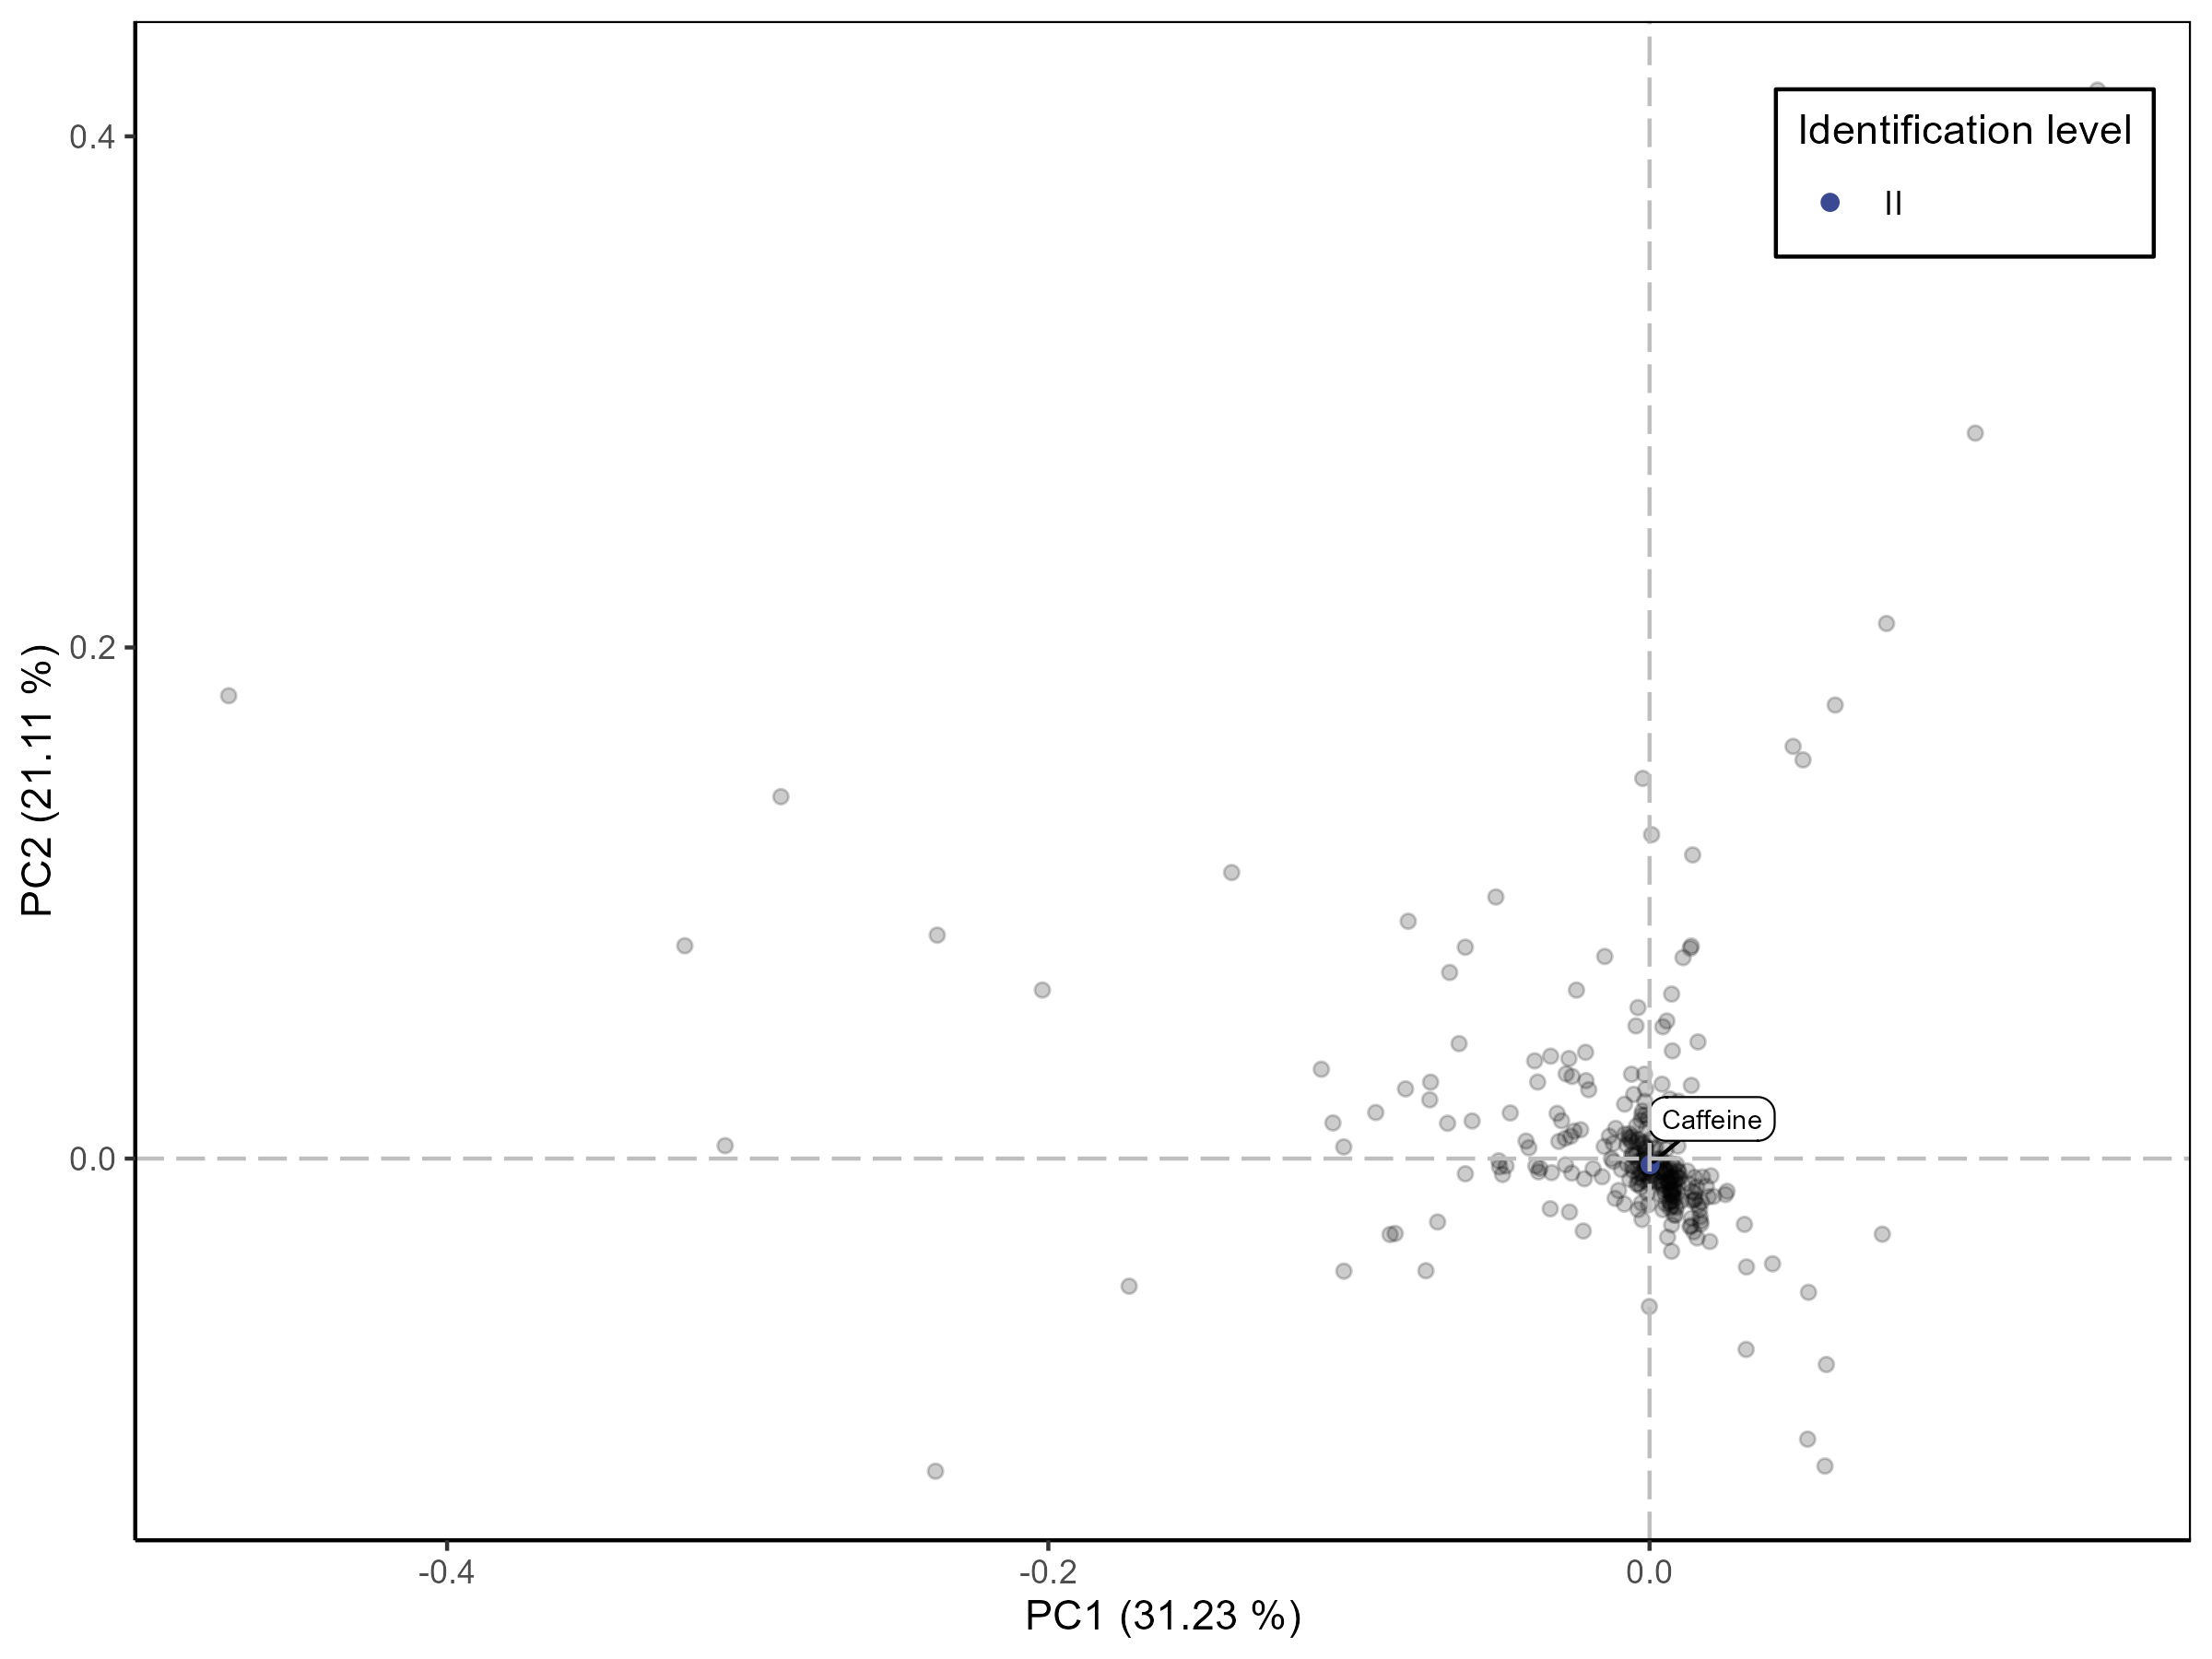 Identification level
II
0.4
0.2
0.0
PC2 (21.11 %)
Caffeine
-0.4
-0.2
0.0
PC1 (31.23 %)